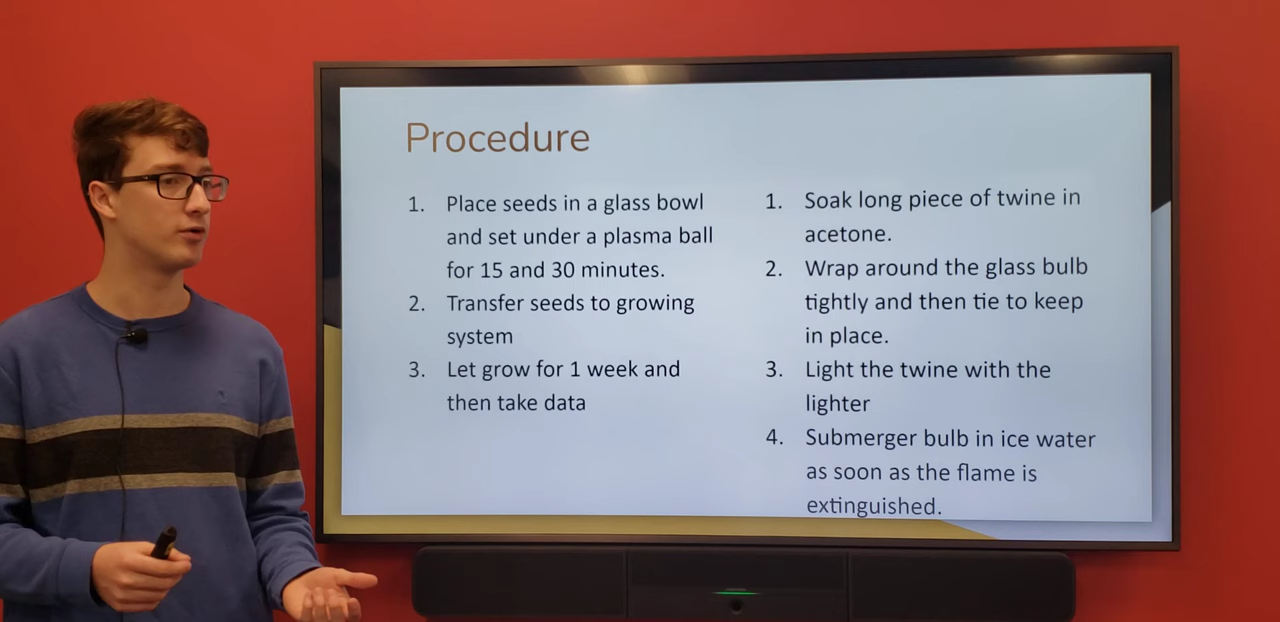 Procedure
1. Place seeds in a glass bowl
and set under a plasma ball
for 15 and 30 minutes.
2. Transfer seeds to growing
system
3. Let grow for 1 week and
then take data
1. Soak long piece of twine in
acetone.
2. Wrap around the glass bulb
tightly and then tie to keep
in place.
3. Light the twine with the
lighter
4. Submerger bulb in ice water
as soon as the flame is
extinguished.